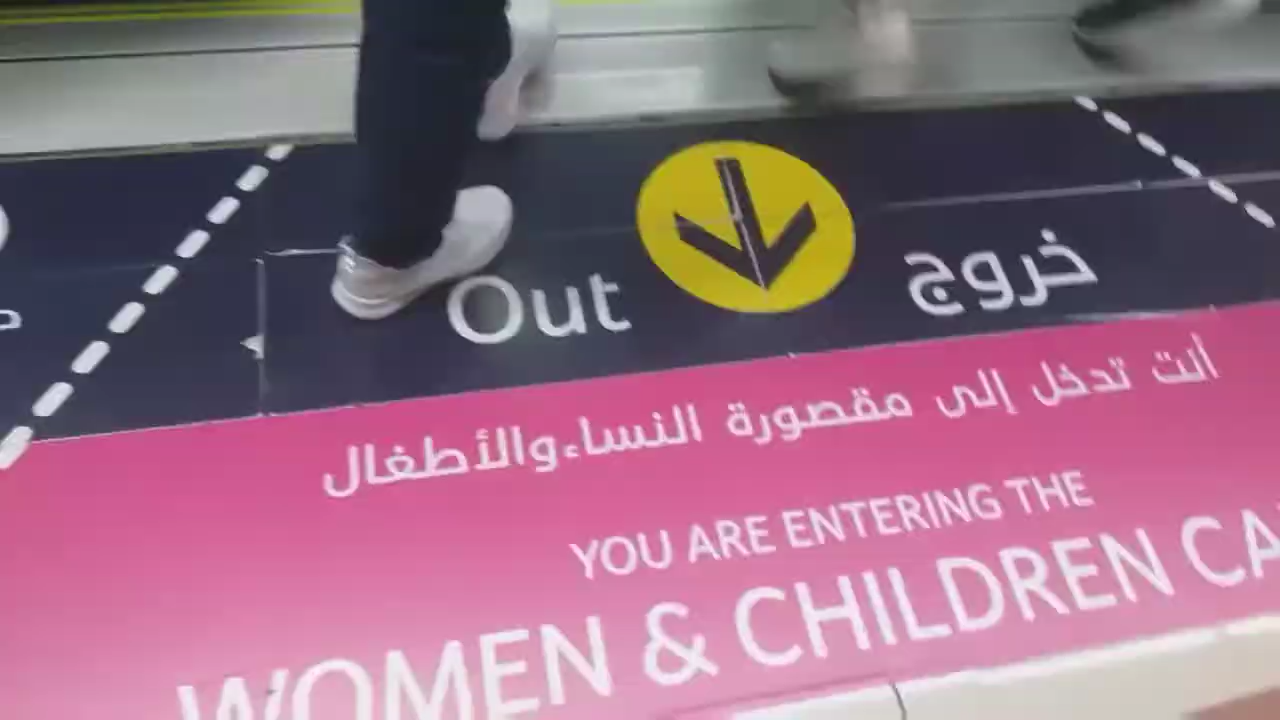 Out خروج
أنت تدخل إلى مقصورة النساء والأطفال
YOU ARE ENTERING THE
WOMEN & CHILDREN